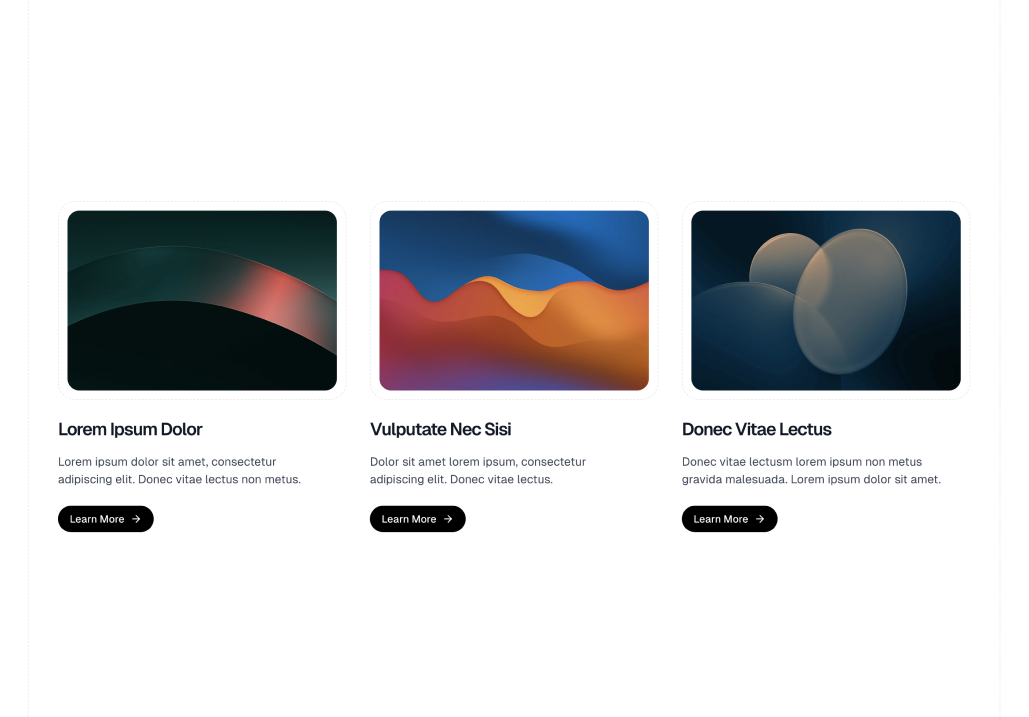 Lorem Ipsum Dolor
Lorem ipsum dolor sit amet, consectetur
adipiscing elit. Donec vitae lectus non metus.
Learn More →
Vulputate Nec Sisi
Dolor sit amet lorem ipsum, consectetur
adipiscing elit. Donec vitae lectus.
Learn More →
Donec Vitae Lectus
Donec vitae lectusm lorem ipsum non metus
gravida malesuada. Lorem ipsum dolor sit amet.
Learn More →